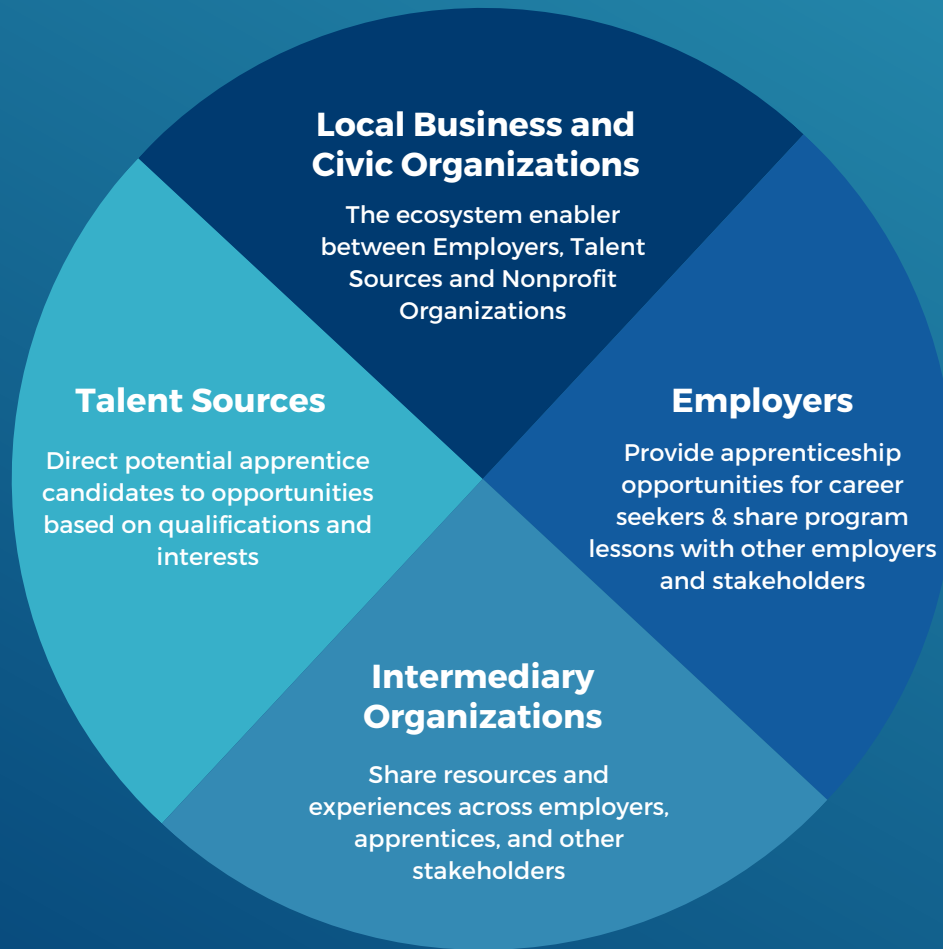 Local Business and
Civic Organizations
The ecosystem enabler
between Employers, Talent
Sources and Nonprofit
Organizations
Talent Sources
Direct potential apprentice
candidates to opportunities
based on qualifications and
interests
Employers
Provide apprenticeship
opportunities for career
seekers & share program
lessons with other employers
and stakeholders
Intermediary
Organizations
Share resources and
experiences across employers,
apprentices, and other
stakeholders